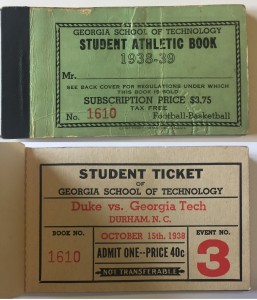 GEORGIA SCHOOL OF TECHNOLOGY
STUDENT ATHLETIC BOOK
1938-39
Mr.
SEE BACK COVER FOR REGULATIONS UNDER WHICH
THIS BOOK IS SOLD
SUBSCRIPTION PRICE $3.75
TAX FREE
No. 1610 Football-Basketball
STUDENT TICKET
OF
GEORGIA SCHOOL OF TECHNOLOGY
Duke vs. Georgia Tech
DURHAM, N. C.
BOOK NO. OCTOBER 15th. 1938 EVENT NO.
1610 ADMIT ONE--PRICE 40c 3
NOT TRANSFERABLE